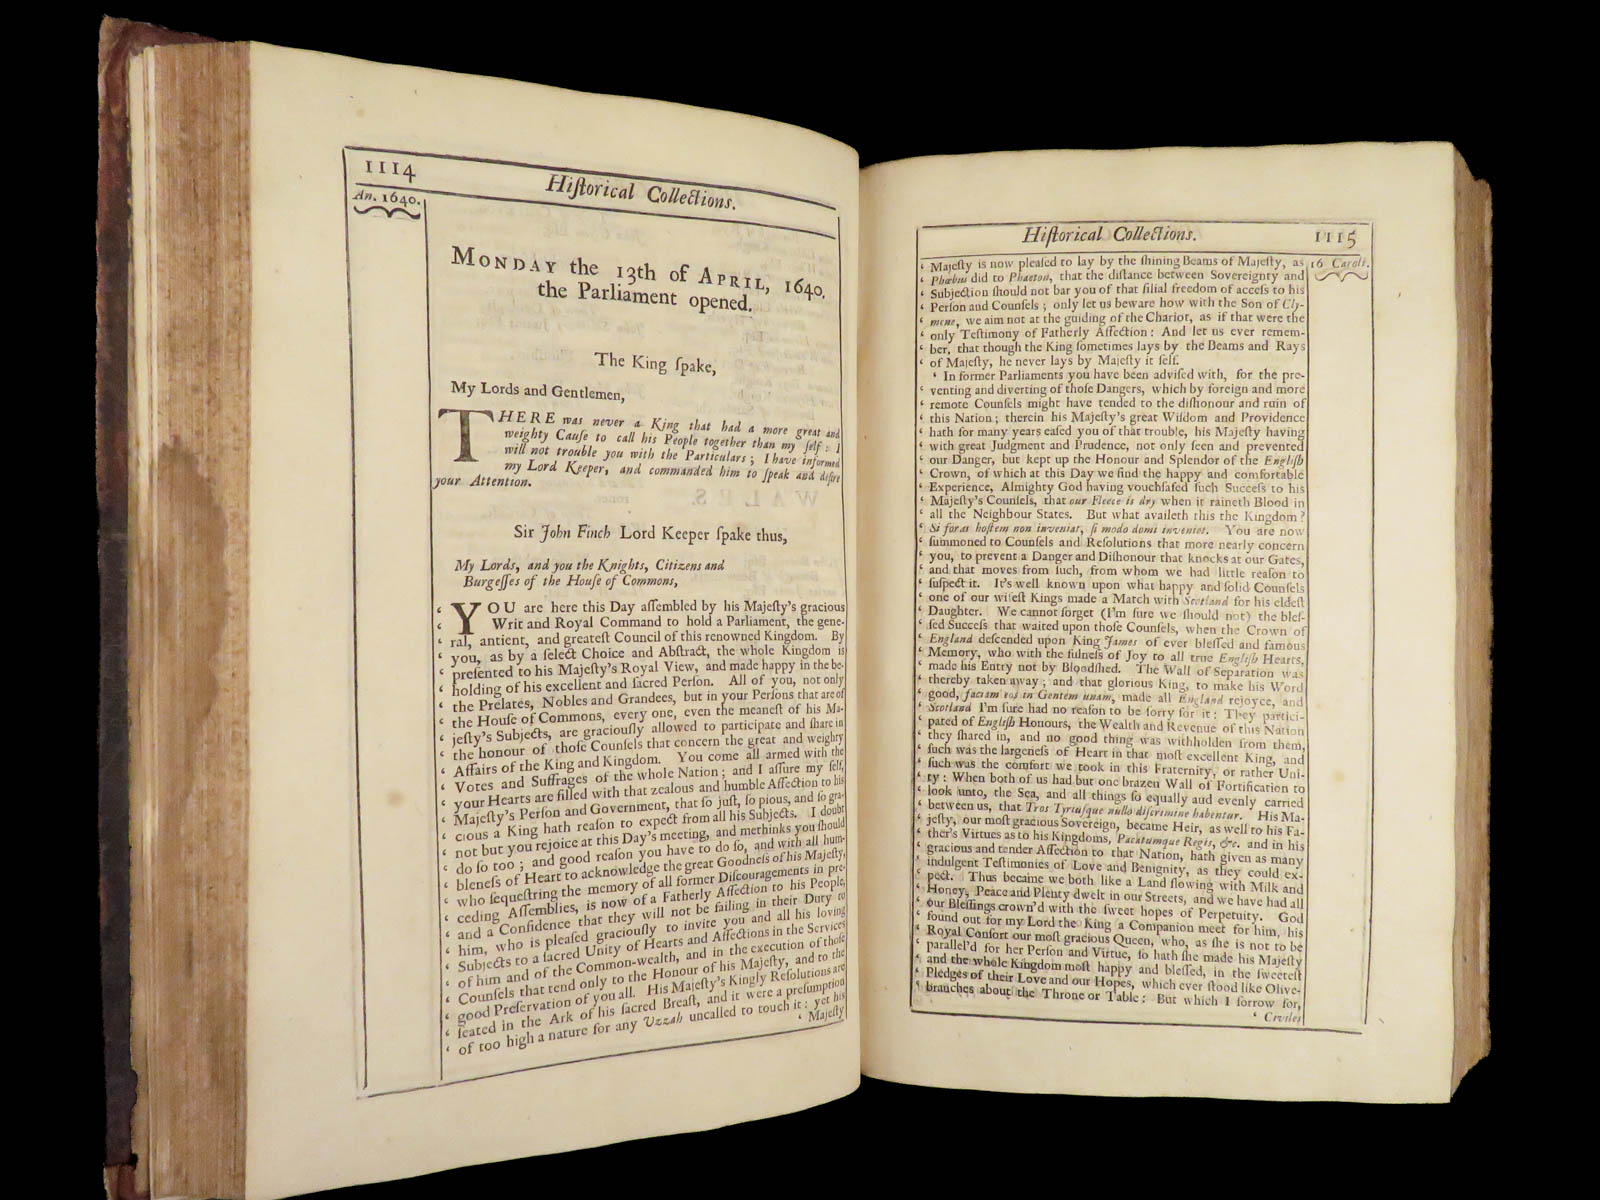 1114
Hiſtorical Collections.
An. 1640.
MONDAY the 13th of APRIL, 1640.
the Parliament opened.
The King ſpake,
My Lords and Gentlemen,
THERE was never a King that had a more great and
weighty Cauſe to call his People together than my ſelf: I
will not trouble you with the Particulars; I have informed
my Lord Keeper, and commanded him to ſpeak and deſire
your Attention.
Sir John Finch Lord Keeper ſpake thus,
My Lords, and you the Knights, Citizens and
Burgeſſes of the Houſe of Commons,
‘ YOU are here this Day aſſembled by his Majeſty's gracious
‘ Writ and Royal Command to hold a Parliament, the gene-
‘ ral, antient, and greateſt Council of this renowned Kingdom. By
‘ you, as by a ſelect Choice and Abſtract, the whole Kingdom is
‘ preſented to his Majeſty's Royal View, and made happy in the be-
‘ holding of his excellent and ſacred Perſon. All of you, not only
‘ the Prelates, Nobles and Grandees, but in your Perſons that are of
‘ the Houſe of Commons, every one, even the meaneſt of his Ma-
‘ jeſty's Subjects, are graciouſly allowed to participate and ſhare in
‘ the honour of thoſe Counſels that concern the great and weighty
‘ Affairs of the King and Kingdom. You come all armed with the
‘ Votes and Suffrages of the whole Nation; and I aſſure my ſelf,
‘ your Hearts are filled with that zealous and humble Affection to his
‘ Majeſty's Perſon and Government, that ſo juſt, ſo pious, and ſo gra-
‘ cious a King hath reaſon to expect from all his Subjects. I doubt
‘ not but you rejoice at this Day's meeting, and methinks you ſhould
‘ do ſo too; and good reaſon you have to do ſo, and with all hum-
‘ bleneſs of Heart to acknowledge the great Goodneſs of his Majeſty,
‘ who ſequeſtring the memory of all former Diſcouragements in pre-
‘ ceding Aſſemblies, is now of a Fatherly Affection to his People,
‘ and a Confidence that they will not be failing in their Duty to
‘ him, who is pleaſed graciouſly to invite you and all his loving
‘ Subjects to a ſacred Unity of Hearts and Affections in the Services
‘ of him and of the Common-wealth, and in the execution of thoſe
‘ Counſels that tend only to the Honour of his Majeſty, and to the
‘ good Preſervation of you all. His Majeſty's Kingly Reſolutions are
‘ ſeated in the Ark of his ſacred Breaſt, and it were a preſumption
‘ of too high a nature for any Uzzah uncalled to touch it: yet his
‘ Majeſty
Hiſtorical Collections.
1115
16 Caroli.
‘ Majeſty is now pleaſed to lay by the ſhining Beams of Majeſty, as
‘ Phœbus did to Phaeton, that the diſtance between Sovereignty and
‘ Subjection ſhould not bar you of that filial freedom of acceſs to his
‘ Perſon and Counſels; only let us beware how with the Son of Cly-
‘ mene, we aim not at the guiding of the Chariot, as if that were the
‘ only Teſtimony of Fatherly Affection: And let us ever remem-
‘ ber, that though the King ſometimes lays by the Beams and Rays
‘ of Majeſty, he never lays by Majeſty it ſelf.
‘ In former Parliaments you have been adviſed with, for the pre-
‘ venting and diverting of thoſe Dangers, which by foreign and more
‘ remote Counſels might have tended to the diſhonour and ruin of
‘ this Nation; therein his Majeſty's great Wiſdom and Providence
‘ hath for many years eaſed you of that trouble, his Majeſty having
‘ with great Judgment and Prudence, not only ſeen and prevented
‘ our Danger, but kept up the Honour and Splendor of the Engliſh
‘ Crown, of which at this Day we find the happy and comfortable
‘ Experience, Almighty God having vouchſafed ſuch Succeſs to his
‘ Majeſty's Counſels, that our Fleece is dry when it raineth Blood in
‘ all the Neighbour States. But what availeth this the Kingdom?
‘ Si foras hoſtem non inveniat, ſi modo domi inveniet. You are now
‘ ſummoned to Counſels and Reſolutions that more nearly concern
‘ you, to prevent a Danger and Diſhonour that knocks at our Gates,
‘ and that moves from ſuch, from whom we had little reaſon to
‘ ſuſpect it. It's well known upon what happy and ſolid Counſels
‘ one of our wiſeſt Kings made a Match with Scotland for his eldeſt
‘ Daughter. We cannot forget (I'm ſure we ſhould not) the bleſ-
‘ ſed Succeſs that waited upon thoſe Counſels, when the Crown of
‘ England deſcended upon King James of ever bleſſed and famous
‘ Memory, who with the fulneſs of Joy to all true Engliſh Hearts,
‘ made his Entry not by Bloodſhed. The Wall of Separation was
‘ thereby taken away; and that glorious King, to make his Word
‘ good, faciam eos in Gentem unam, made all England rejoyce, and
‘ Scotland I'm ſure had no reaſon to be ſorry for it: They partici-
‘ pated of Engliſh Honours, the Wealth and Revenue of this Nation
‘ they ſhared in, and no good thing was withholden from them,
‘ ſuch was the largeneſs of Heart in that moſt excellent King, and
‘ ſuch was the comfort we took in this Fraternity, or rather Uni-
‘ ty: When both of us had but one brazen Wall of Fortification to
‘ look unto, the Sea, and all things ſo equally aud evenly carried
‘ between us, that Tros Tyriuſque nullo diſcrimine habentur. His Ma-
‘ jeſty, our moſt gracious Sovereign, became Heir, as well to his Fa-
‘ ther's Virtues as to his Kingdoms, Pacatumque Regis, &c. and in his
‘ gracious and tender Affection to that Nation, hath given as many
‘ indulgent Teſtimonies of Love and Benignity, as they could ex-
‘ pect. Thus became we both like a Land flowing with Milk and
‘ Honey, Peace and Plenty dwelt in our Streets, and we have had all
‘ our Bleſſings crown'd with the ſweet hopes of Perpetuity. God
‘ found out for my Lord the King a Companion meet for him, his
‘ Royal Conſort our moſt gracious Queen, who, as ſhe is not to be
‘ parallel'd for her Perſon and Virtue, ſo hath ſhe made his Majeſty
‘ and the whole Kingdom moſt happy and bleſſed, in the ſweeteſt
‘ Pledges of their Love and our Hopes, which ever ſtood like Olive-
‘ branches about the Throne or Table: But which I ſorrow for,
‘ Civiles